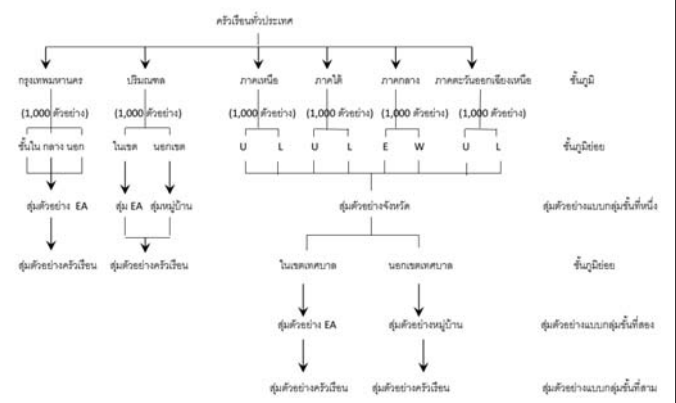 ครัวเรือนทั่วประเทศ
กรุงเทพมหานคร ปริมณฑล ภาคเหนือ ภาคใต้ ภาคกลาง ภาคตะวันออกเฉียงเหนือ ชั้นภูมิ
(1,000 ตัวอย่าง) (1,000 ตัวอย่าง) (1,000 ตัวอย่าง) (1,000 ตัวอย่าง) (1,000 ตัวอย่าง) (1,000 ตัวอย่าง)
ชั้นใน กลาง นอก ในเขต นอกเขต U L U L E W U L ชั้นภูมิย่อย
สุ่มตัวอย่าง EA สุ่ม EA สุ่มหมู่บ้าน สุ่มตัวอย่างจังหวัด สุ่มตัวอย่างแบบกลุ่มชั้นที่หนึ่ง
สุ่มตัวอย่างครัวเรือน สุ่มตัวอย่างครัวเรือน ในเขตเทศบาล นอกเขตเทศบาล ชั้นภูมิย่อย
สุ่มตัวอย่าง EA สุ่มตัวอย่างหมู่บ้าน สุ่มตัวอย่างแบบกลุ่มชั้นที่สอง
สุ่มตัวอย่างครัวเรือน สุ่มตัวอย่างครัวเรือน สุ่มตัวอย่างแบบกลุ่มชั้นที่สาม